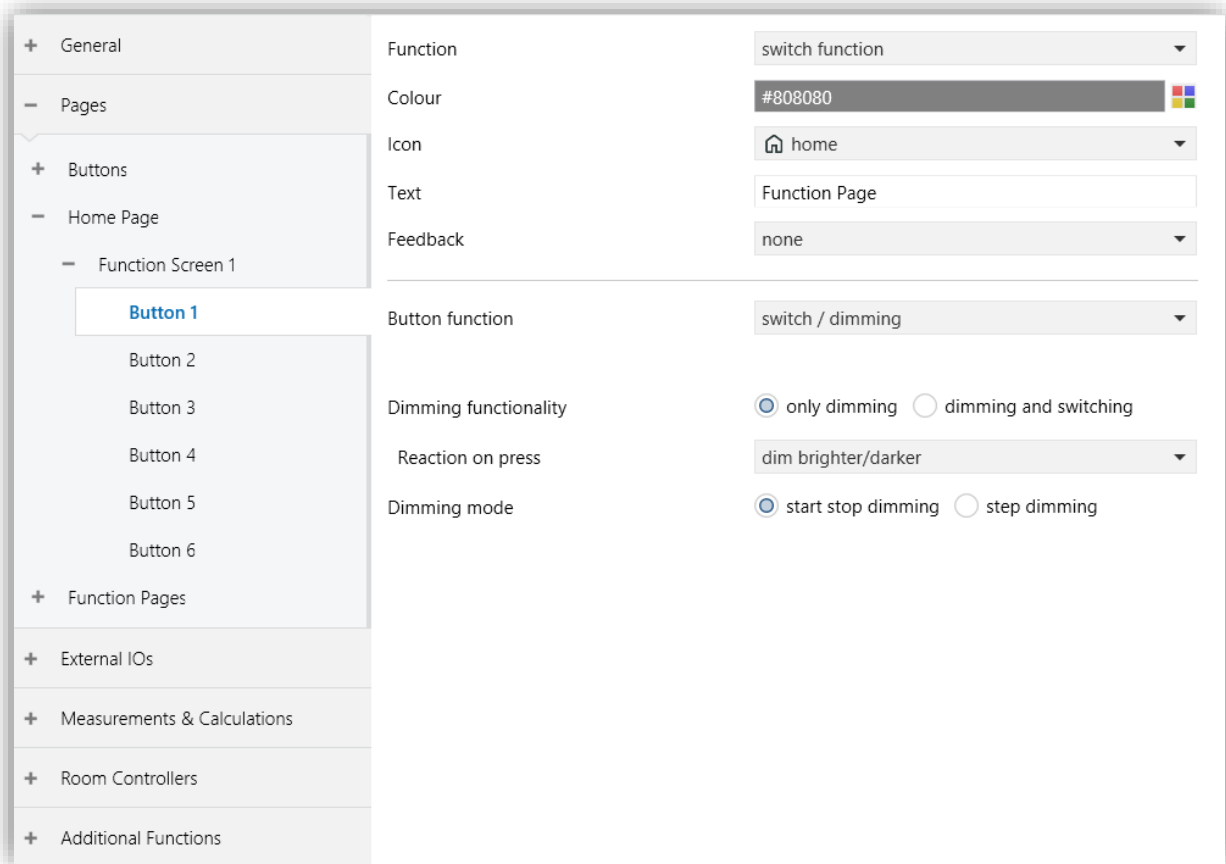 General
Pages
Buttons
Home Page
Function Screen 1
Button 1
Button 2
Button 3
Button 4
Button 5
Button 6
Function Pages
External IOs
Measurements & Calculations
Room Controllers
Additional Functions
Function switch function
Colour #808080
Icon home
Text Function Page
Feedback none
Button function switch / dimming
Dimming functionality only dimming dimming and switching
Reaction on press dim brighter/darker
Dimming mode start stop dimming step dimming